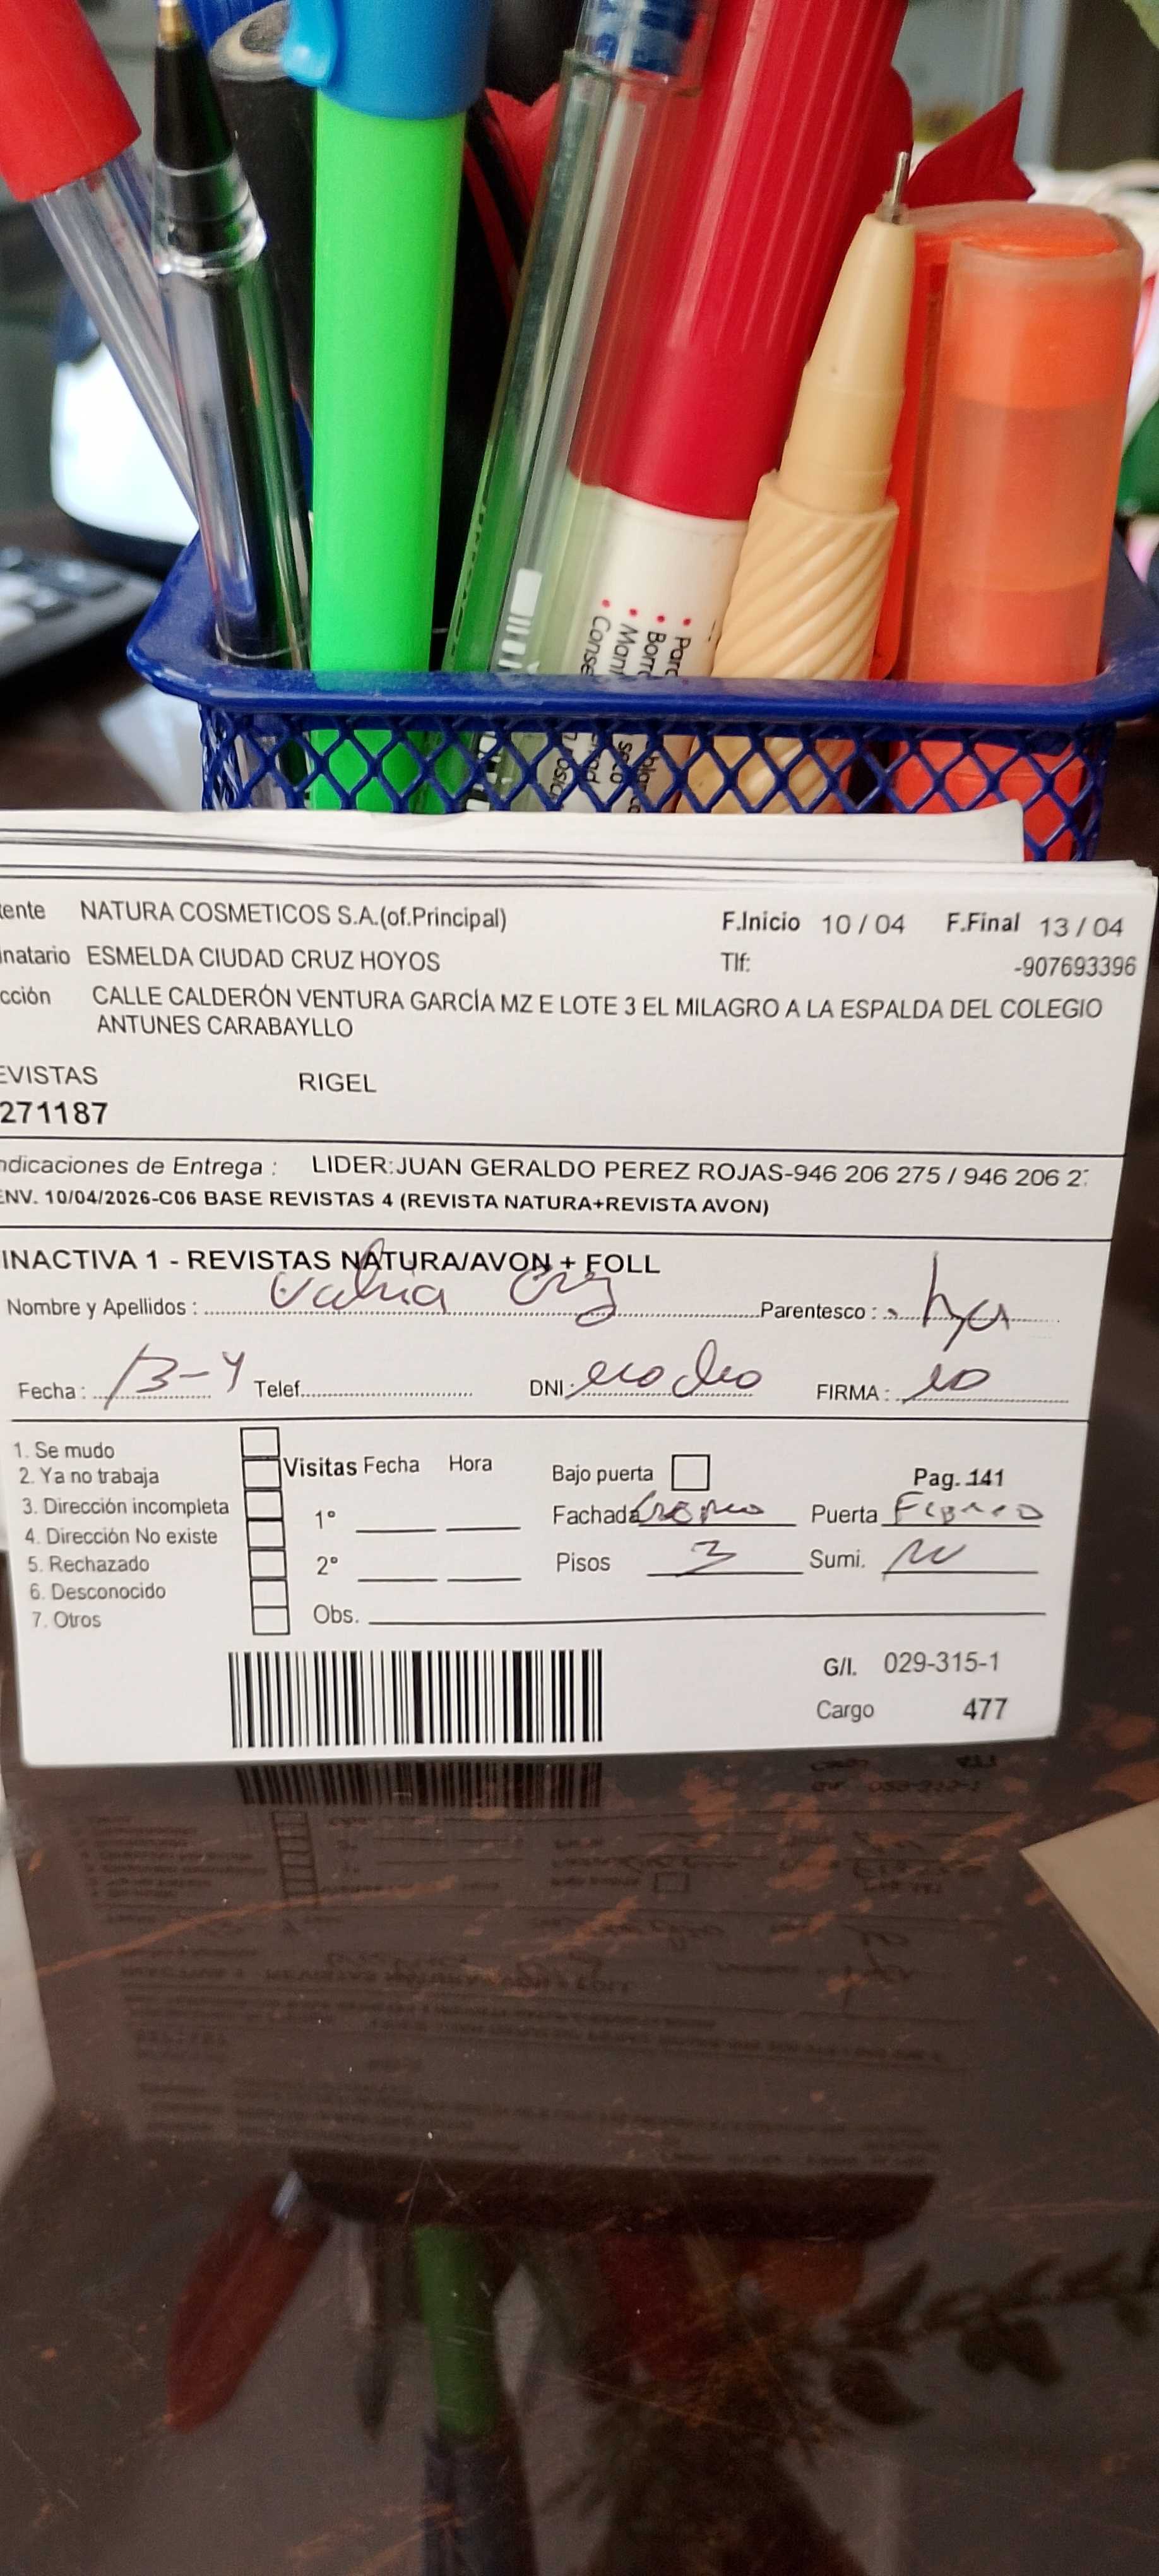 • Para
• Borr
• Mant
• Conse
ente NATURA COSMETICOS S.A.(of.Principal) F.Inicio 10 / 04 F.Final 13 / 04
inatario ESMELDA CIUDAD CRUZ HOYOS Tlf: -907693396
cción CALLE CALDERÓN VENTURA GARCÍA MZ E LOTE 3 EL MILAGRO A LA ESPALDA DEL COLEGIO
ANTUNES CARABAYLLO
EVISTAS RIGEL
271187
ndicaciones de Entrega : LIDER:JUAN GERALDO PEREZ ROJAS-946 206 275 / 946 206 2
ENV. 10/04/2026-C06 BASE REVISTAS 4 (REVISTA NATURA+REVISTA AVON)
INACTIVA 1 - REVISTAS NATURA/AVON + FOLL
Nombre y Apellidos : Parentesco :
Fecha : 13-4 Telef. DNI : FIRMA :
1. Se mudo
2. Ya no trabaja Visitas Fecha Hora Bajo puerta Pag. 141
3. Dirección incompleta 1° Fachada Puerta
4. Dirección No existe
5. Rechazado 2° Pisos 3 Sumi.
6. Desconocido
7. Otros Obs.
G/I. 029-315-1
Cargo 477